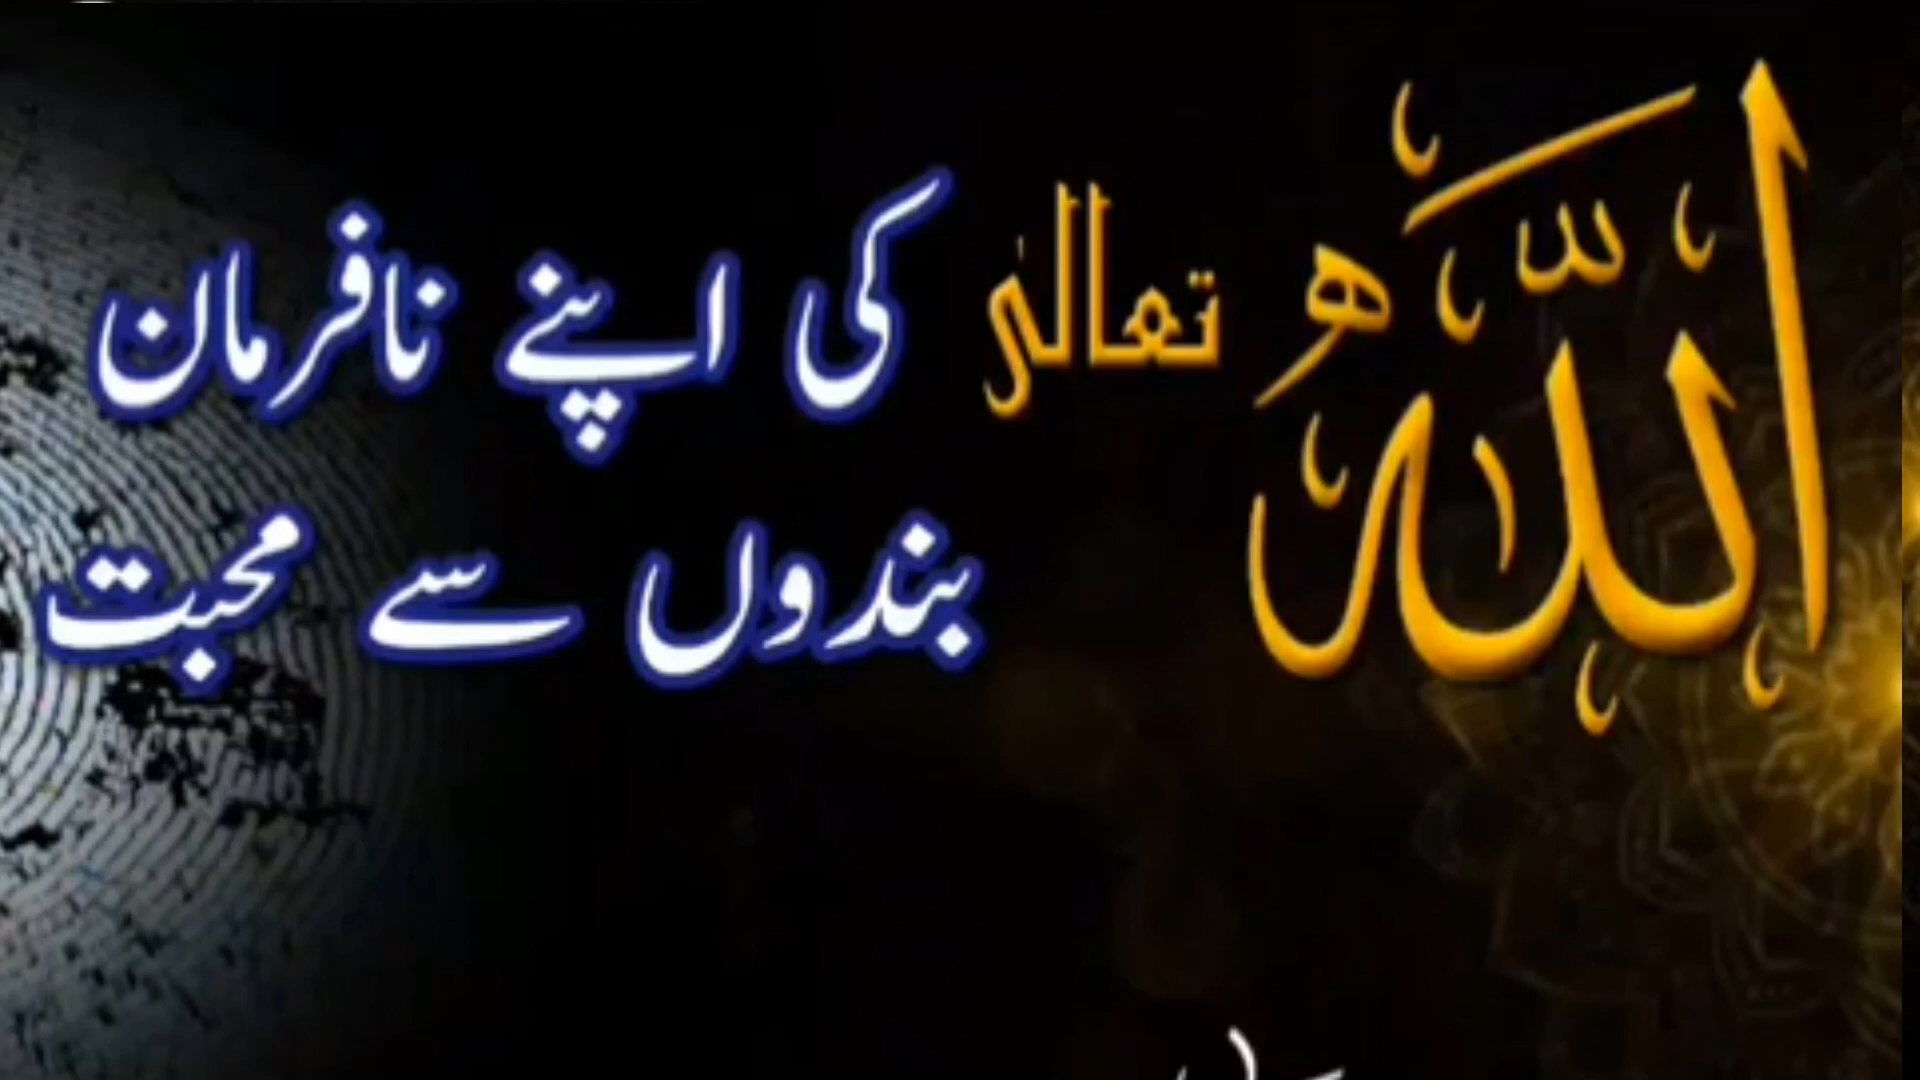 اللہ تعالیٰ کی اپنے نافرمان
بندوں سے محبت